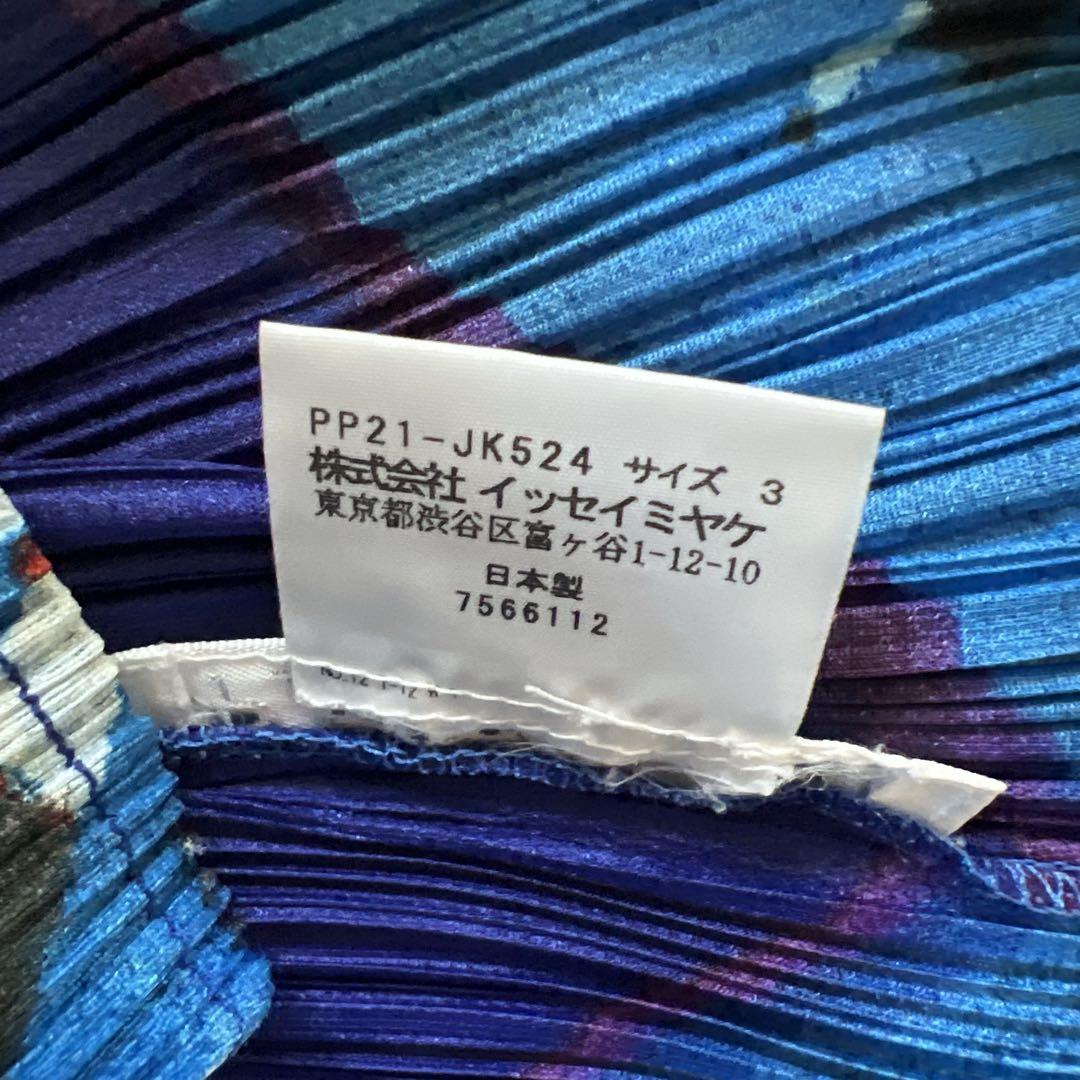 PP21-JK524 サイズ 3
株式会社 イッセイミヤケ
東京都渋谷区富ヶ谷1-12-10
日本製
7566112